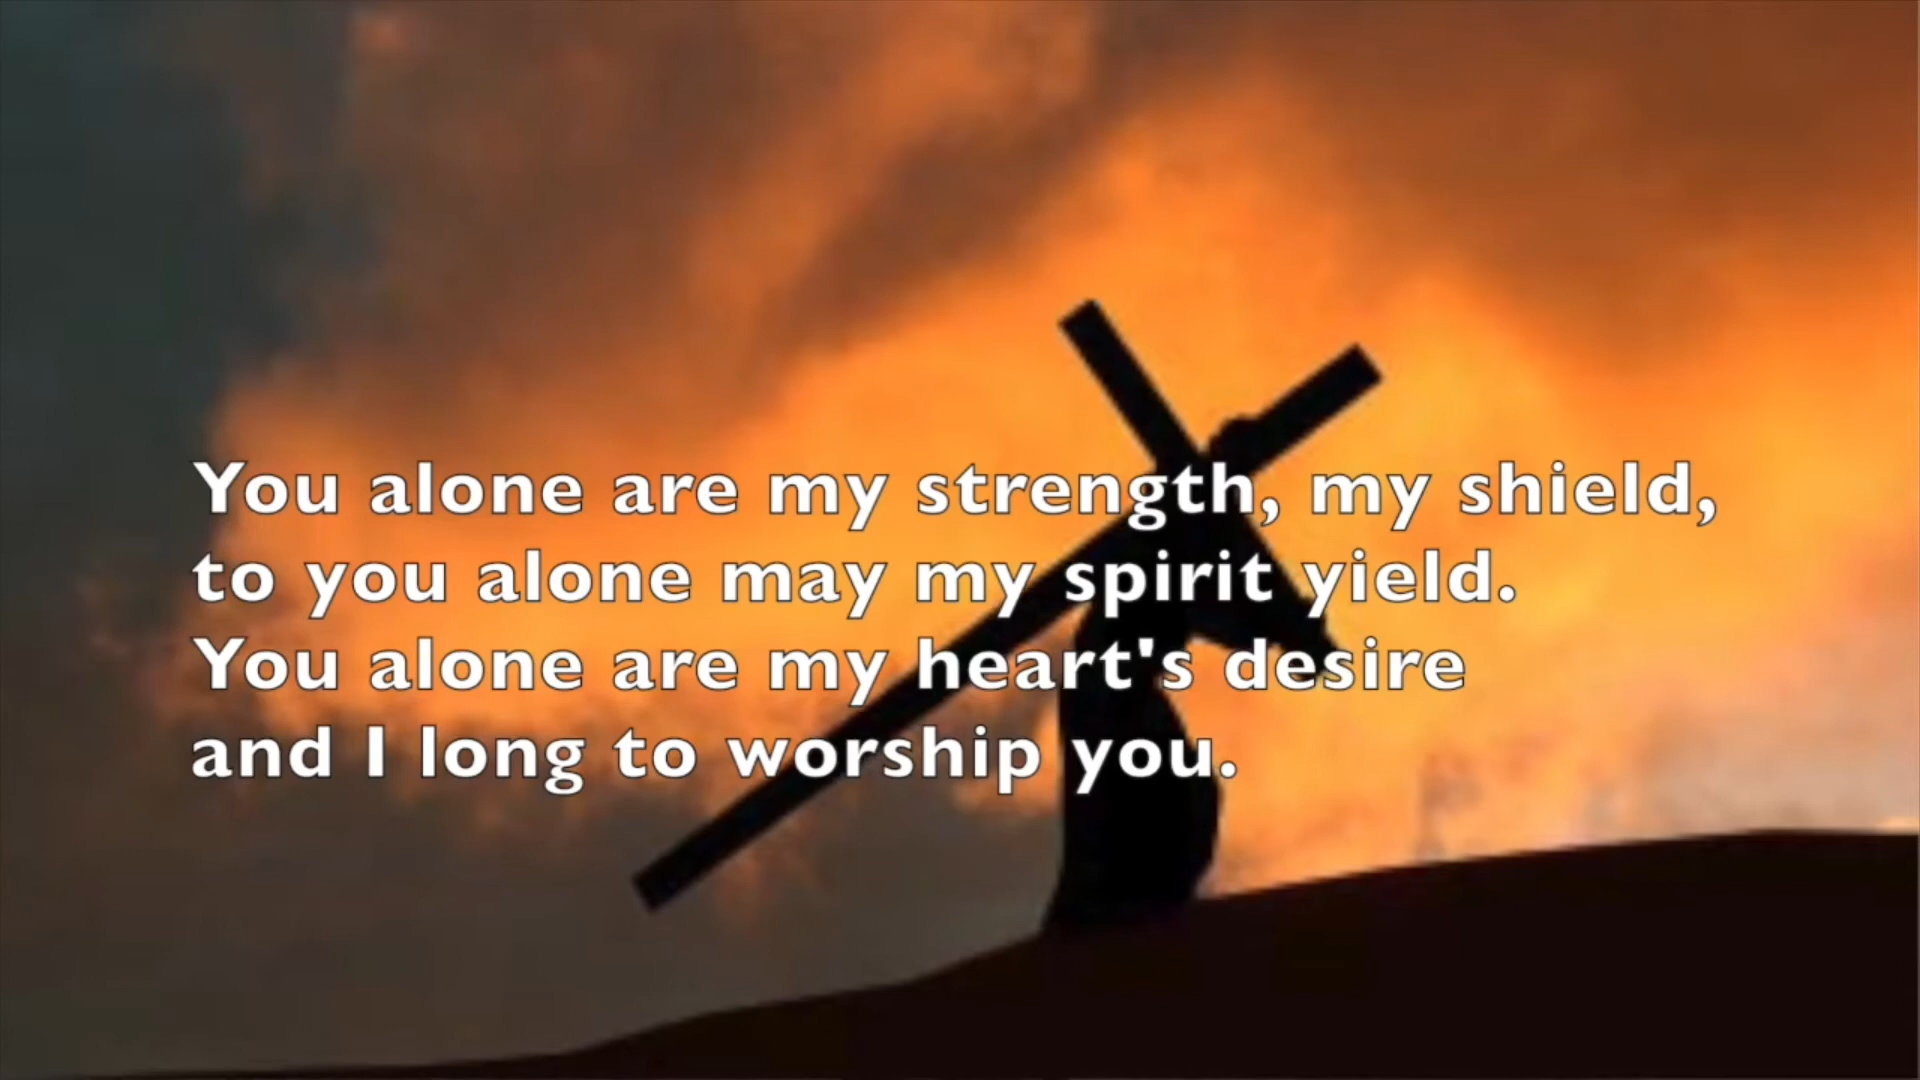 You alone are my strength, my shield,
to you alone may my spirit yield.
You alone are my heart's desire
and I long to worship you.